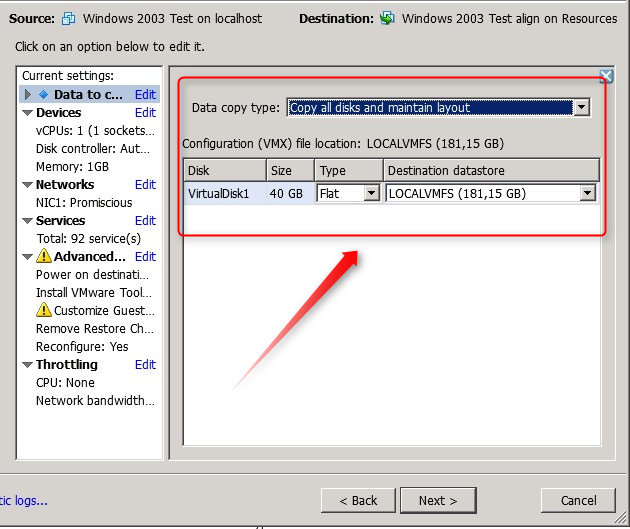 Source: Windows 2003 Test on localhost Destination: Windows 2003 Test align on Resources
Click on an option below to edit it.
Current settings:
Data to c... Edit
Devices Edit
vCPUs: 1 (1 sockets...
Disk controller: Aut...
Memory: 1GB
Networks Edit
NIC1: Promiscious
Services Edit
Total: 92 service(s)
Advanced... Edit
Power on destinati...
Install VMware Tool...
Customize Guest...
Remove Restore Ch...
Reconfigure: Yes
Throttling Edit
CPU: None
Network bandwidth...
Data copy type: Copy all disks and maintain layout
Configuration (VMX) file location: LOCALVMFS (181,15 GB)
Disk Size Type Destination datastore
VirtualDisk1 40 GB Flat LOCALVMFS (181,15 GB)
tic logs... < Back Next > Cancel